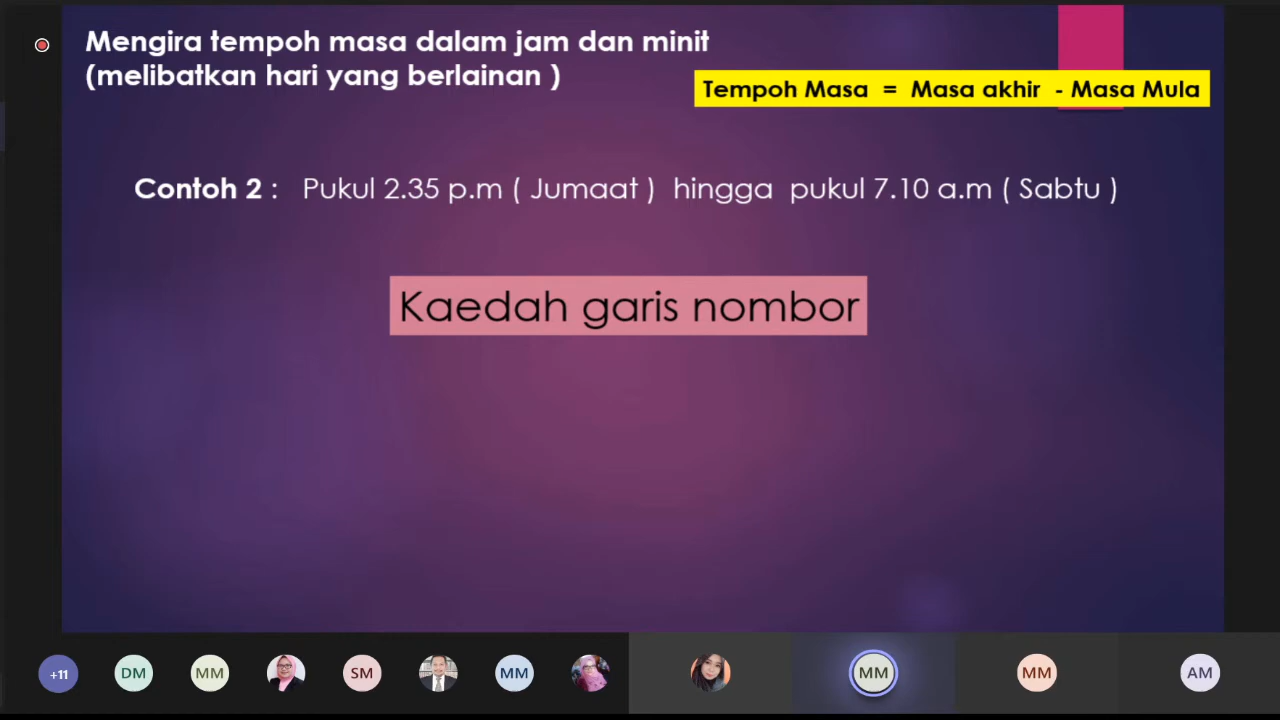 Mengira tempoh masa dalam jam dan minit
(melibatkan hari yang berlainan )
Tempoh Masa = Masa akhir - Masa Mula
Contoh 2 : Pukul 2.35 p.m ( Jumaat ) hingga pukul 7.10 a.m ( Sabtu )
Kaedah garis nombor
+11 DM MM SM MM MM MM AM